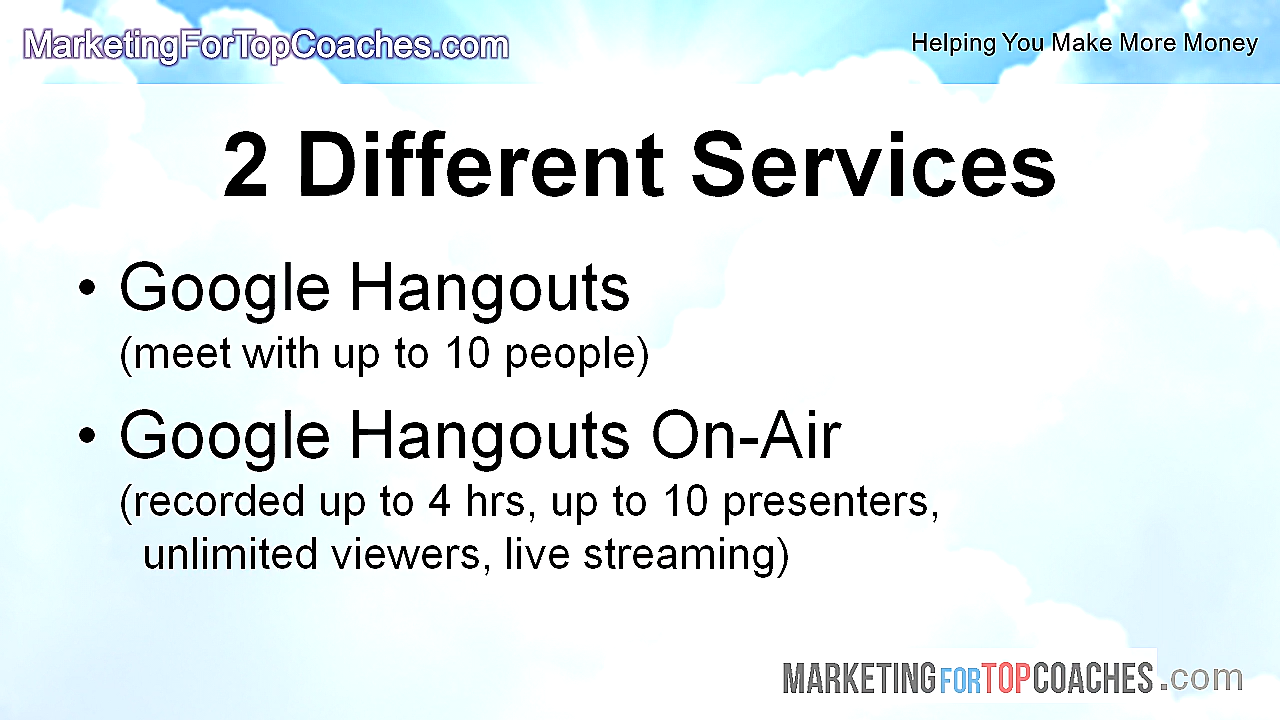 MarketingForTopCoaches.com
Helping You Make More Money
2 Different Services
• Google Hangouts
(meet with up to 10 people)
• Google Hangouts On-Air
(recorded up to 4 hrs, up to 10 presenters,
unlimited viewers, live streaming)
MARKETINGFORTOPCOACHES.com